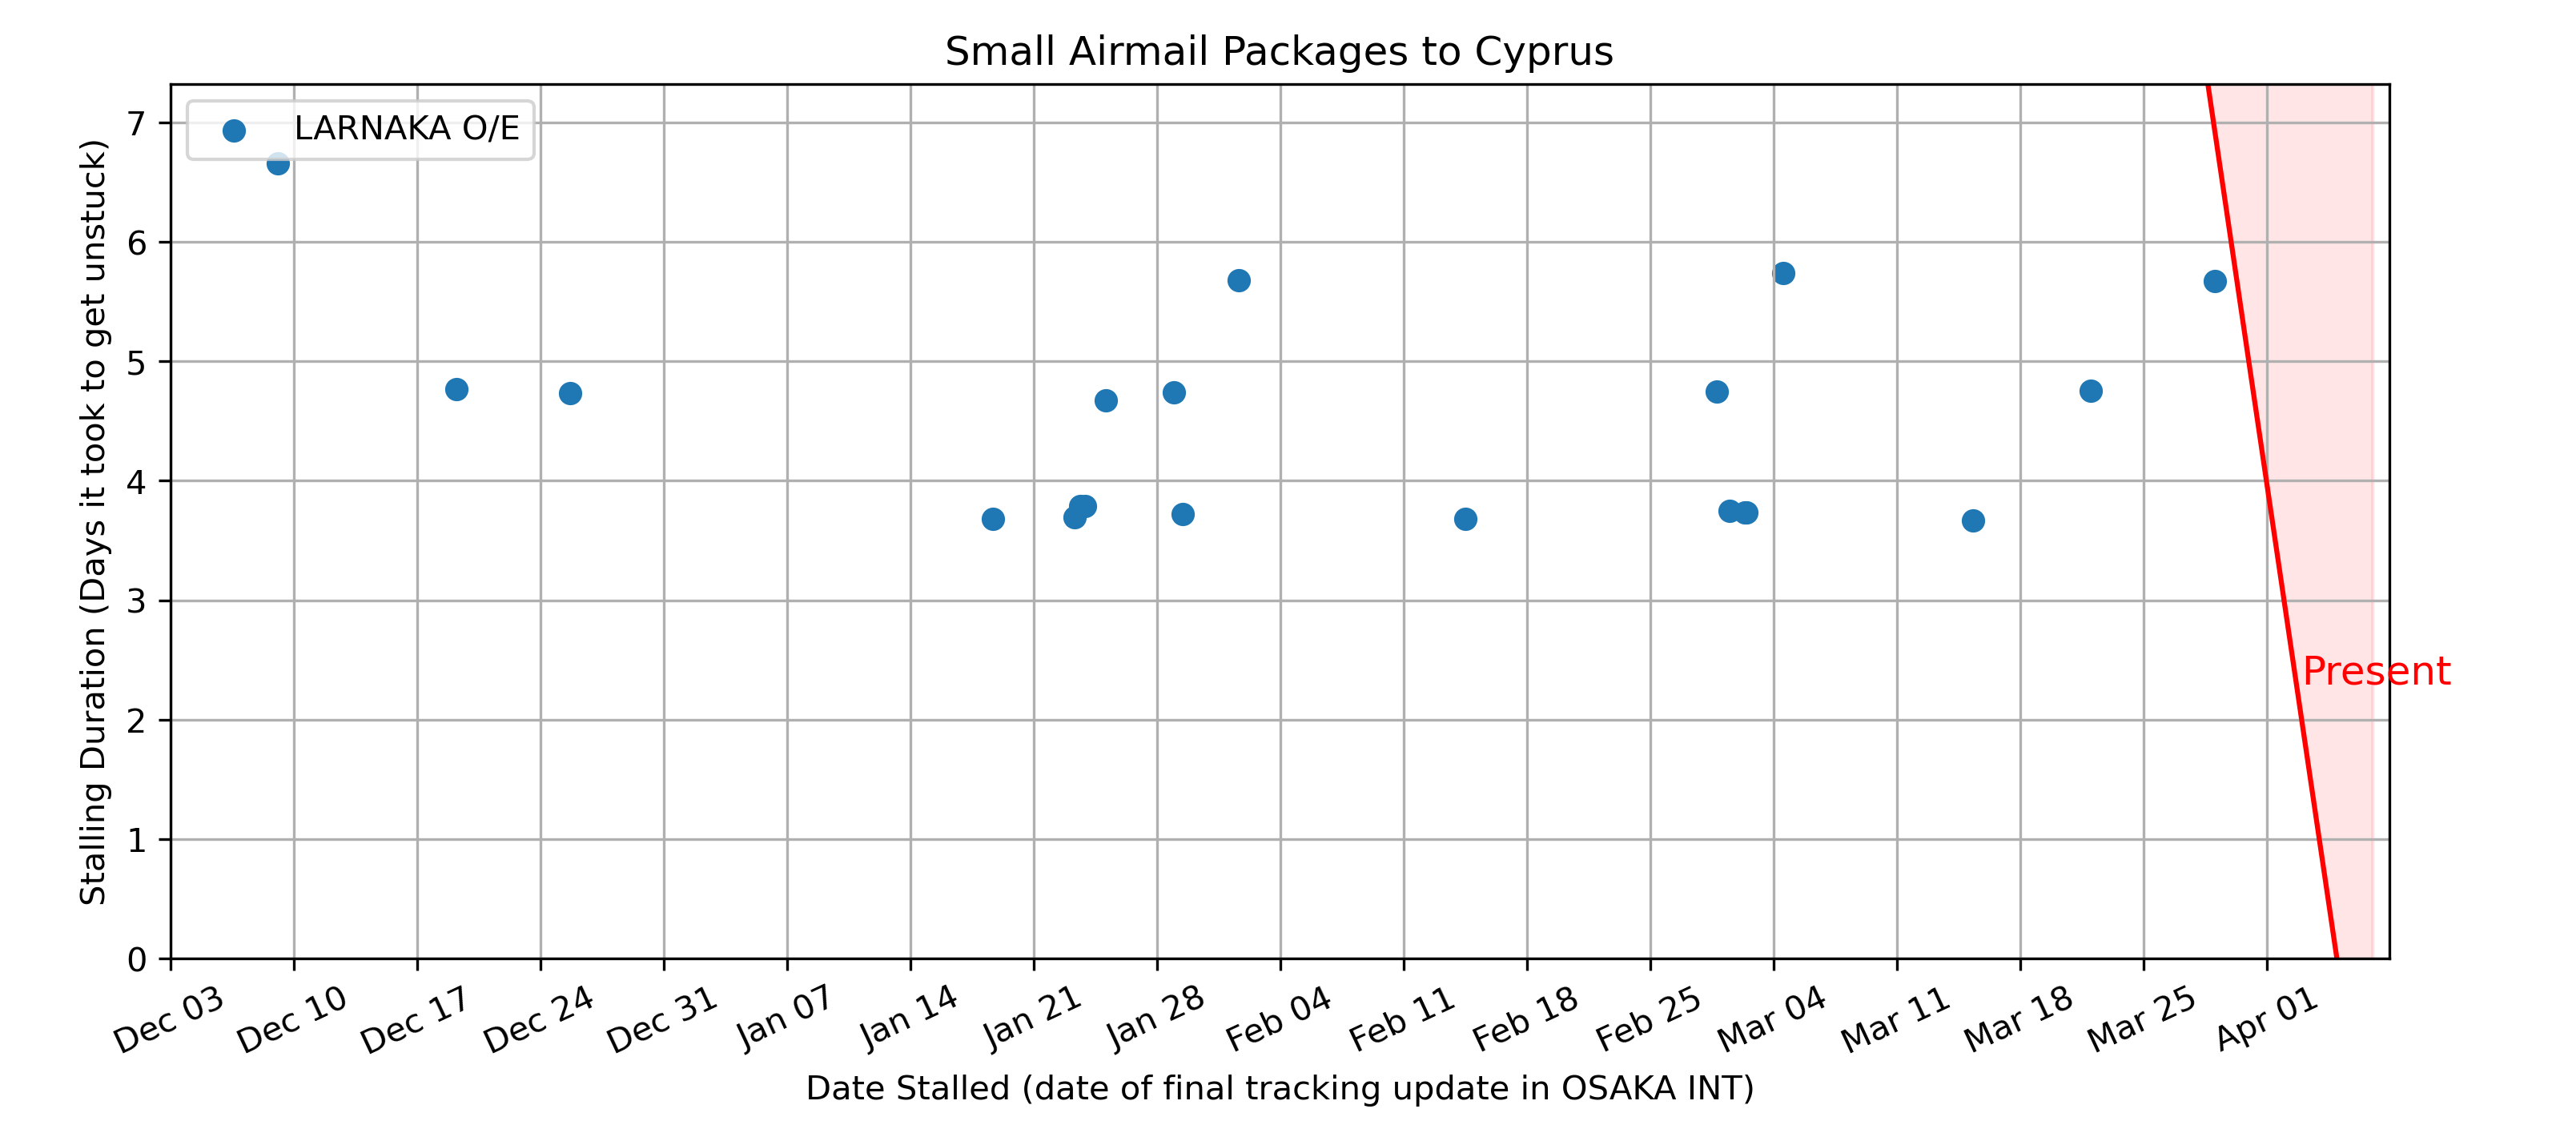 Small Airmail Packages to Cyprus
LARNAKA O/E
Stalling Duration (Days it took to get unstuck)
7
6
5
4
3
2
1
0
Present
Dec 03 Dec 10 Dec 17 Dec 24 Dec 31 Jan 07 Jan 14 Jan 21 Jan 28 Feb 04 Feb 11 Feb 18 Feb 25 Mar 04 Mar 11 Mar 18 Mar 25 Apr 01
Date Stalled (date of final tracking update in OSAKA INT)